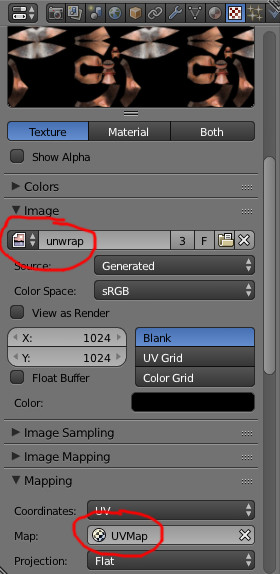 Texture Material Both
Show Alpha
Colors
Image
unwrap 3 F
Source: Generated
Color Space: sRGB
View as Render
X: 1024
Y: 1024
Blank
UV Grid
Color Grid
Float Buffer
Color:
Image Sampling
Image Mapping
Mapping
Coordinates: UV
Map: UVMap
Projection: Flat